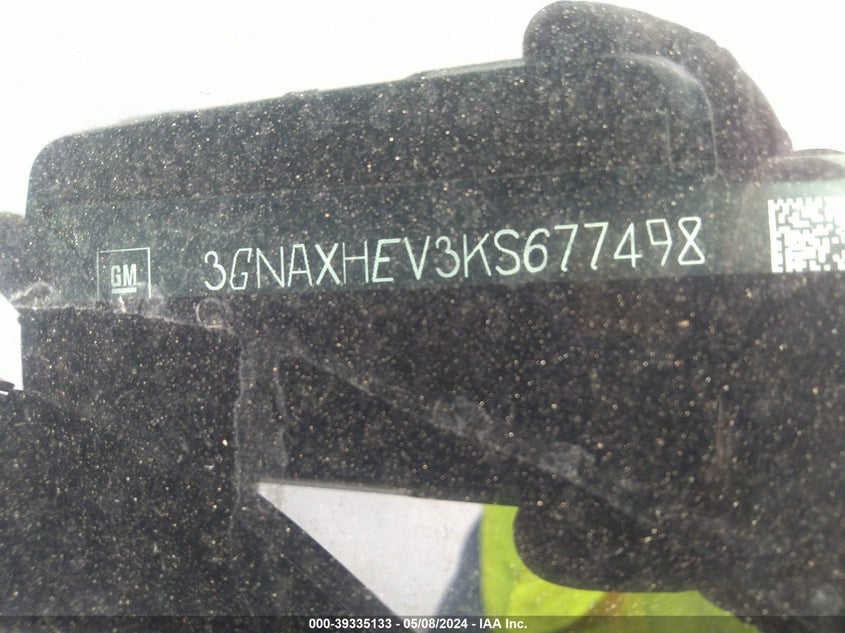 GM 3GNAXHEV3KS677498
000-39335133 - 05/08/2024 - IAA Inc.